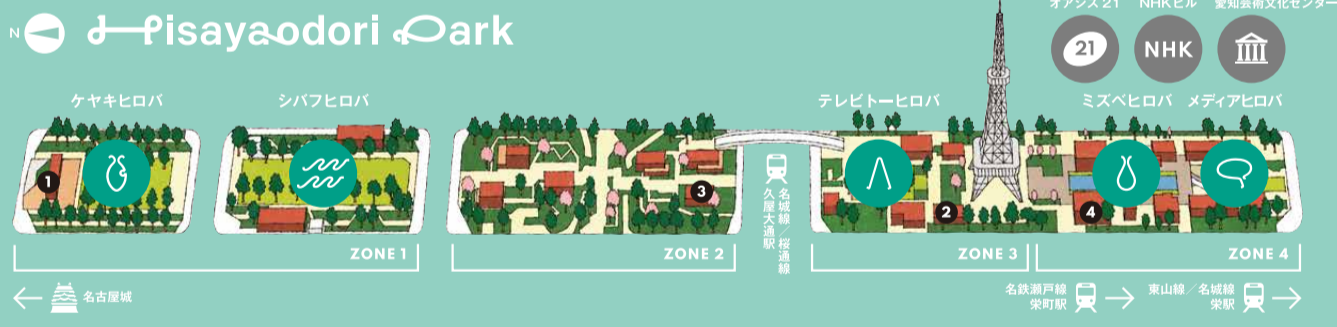 オアシス21 NHKビル 愛知芸術文化センター
N Hisayaodori Park
21 NHK
ケヤキヒロバ シバフヒロバ テレビトーヒロバ ミズベヒロバ メディアヒロバ
1
2
3
4
名城線/桜通線
久屋大通駅
ZONE 1 ZONE 2 ZONE 3 ZONE 4
名古屋城
名鉄瀬戸線
栄町駅
東山線/名城線
栄駅